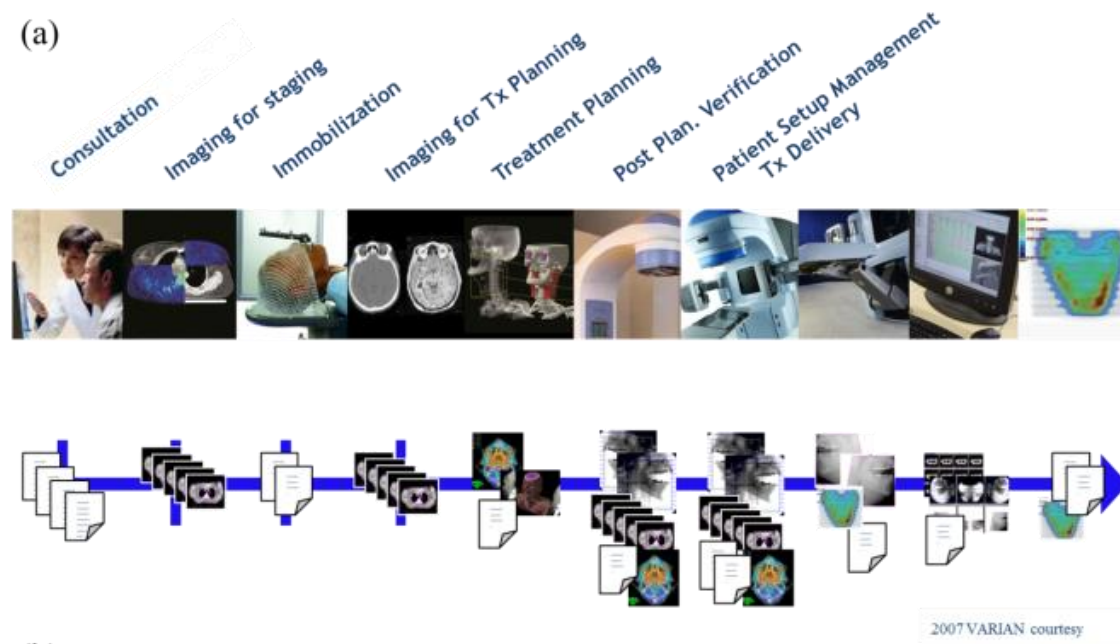 (a)
Consultation
Imaging for staging
Immobilization
Imaging for Tx Planning
Treatment Planning
Post Plan. Verification
Patient Setup Management
Tx Delivery
2007 VARIAN courtesy